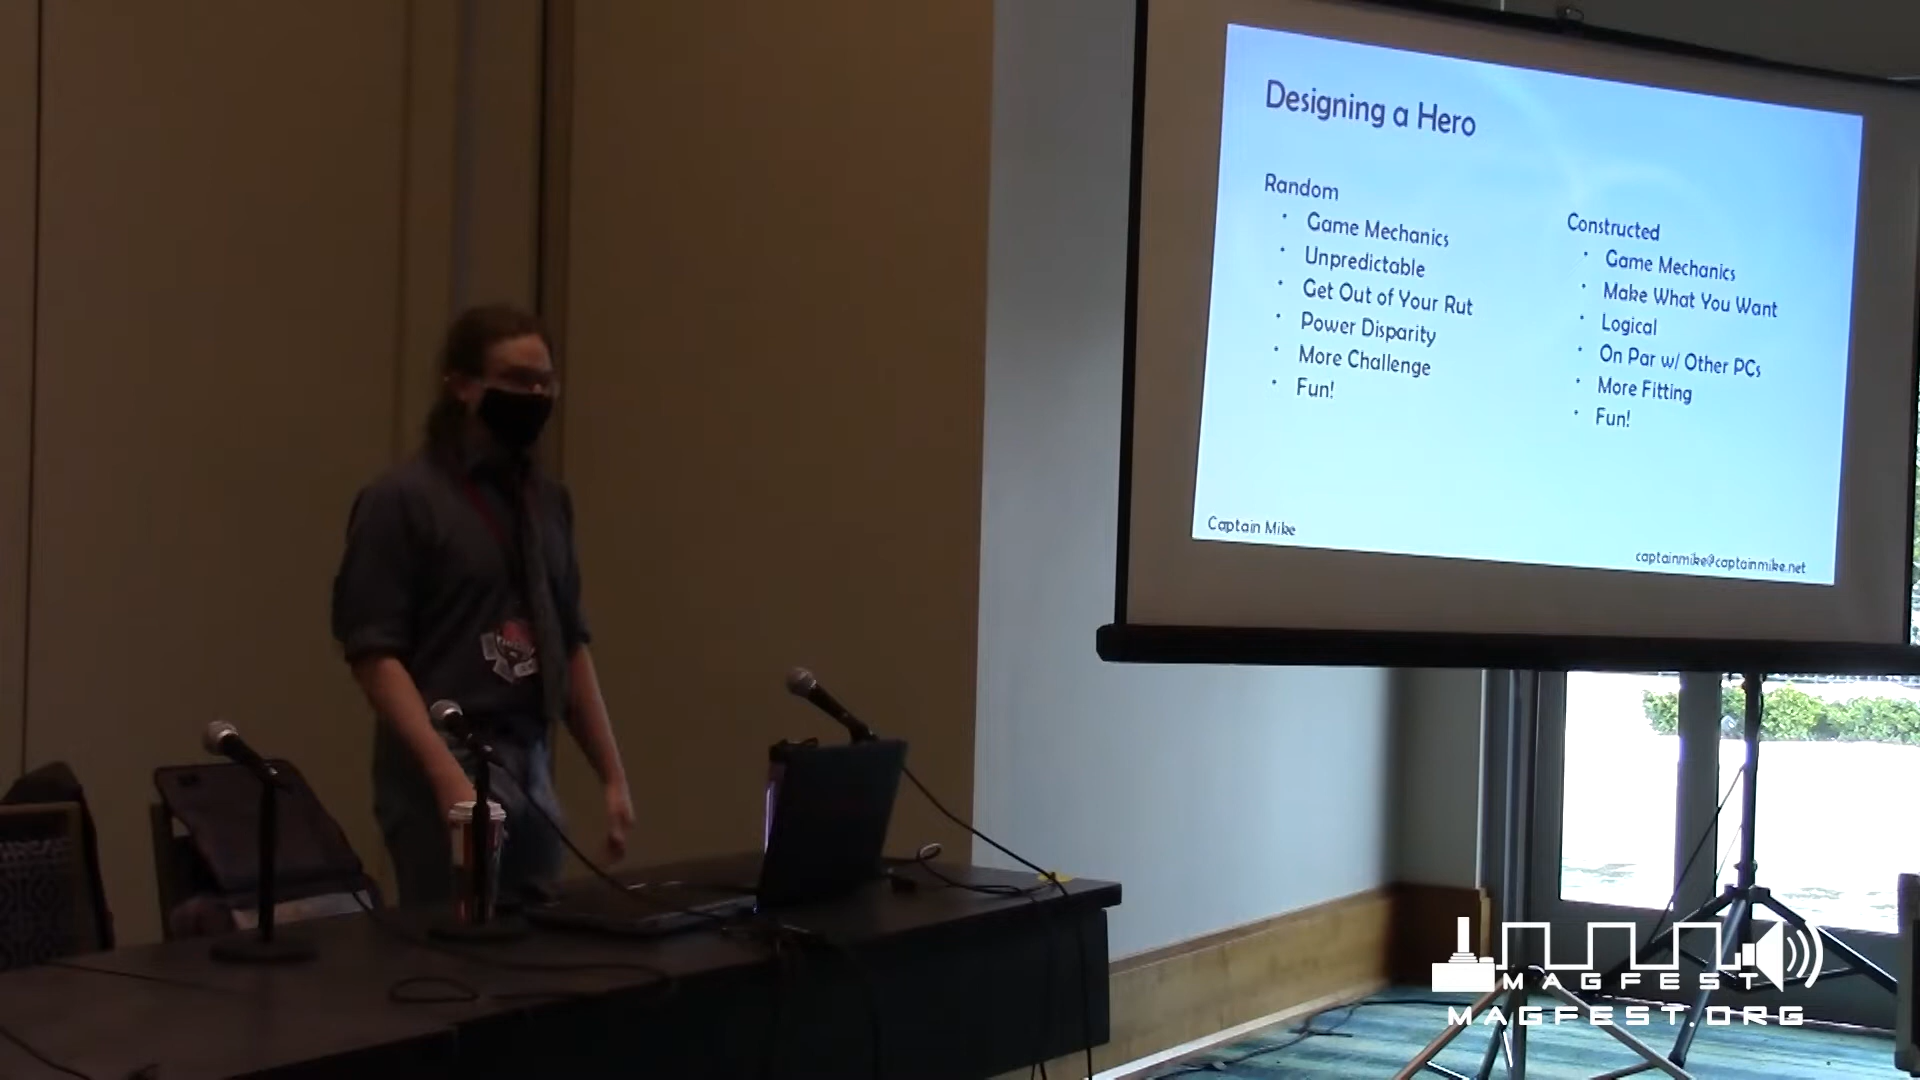 Designing a Hero
Random
• Game Mechanics
• Unpredictable
• Get Out of Your Rut
• Power Disparity
• More Challenge
• Fun!
Constructed
• Game Mechanics
• Make What You Want
• Logical
• On Par w/ Other PCs
• More Fitting
• Fun!
Captain Mike
captainmike@captainmike.net
MAGFEST
MAGFEST.ORG